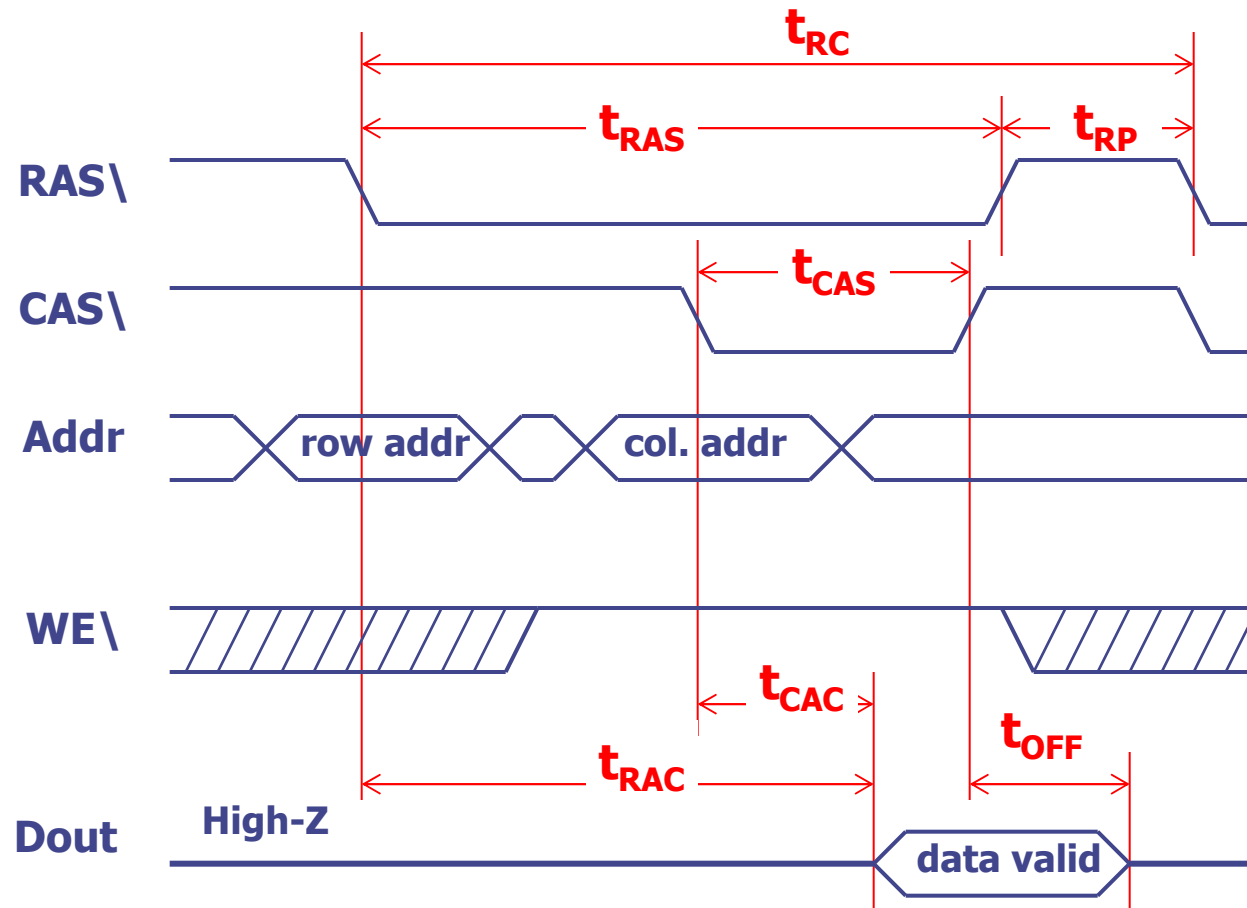 tRC
tRAS
tRP
RAS\
tCAS
CAS\
Addr
row addr
col. addr
WE\
tCAC
tOFF
tRAC
High-Z
Dout
data valid